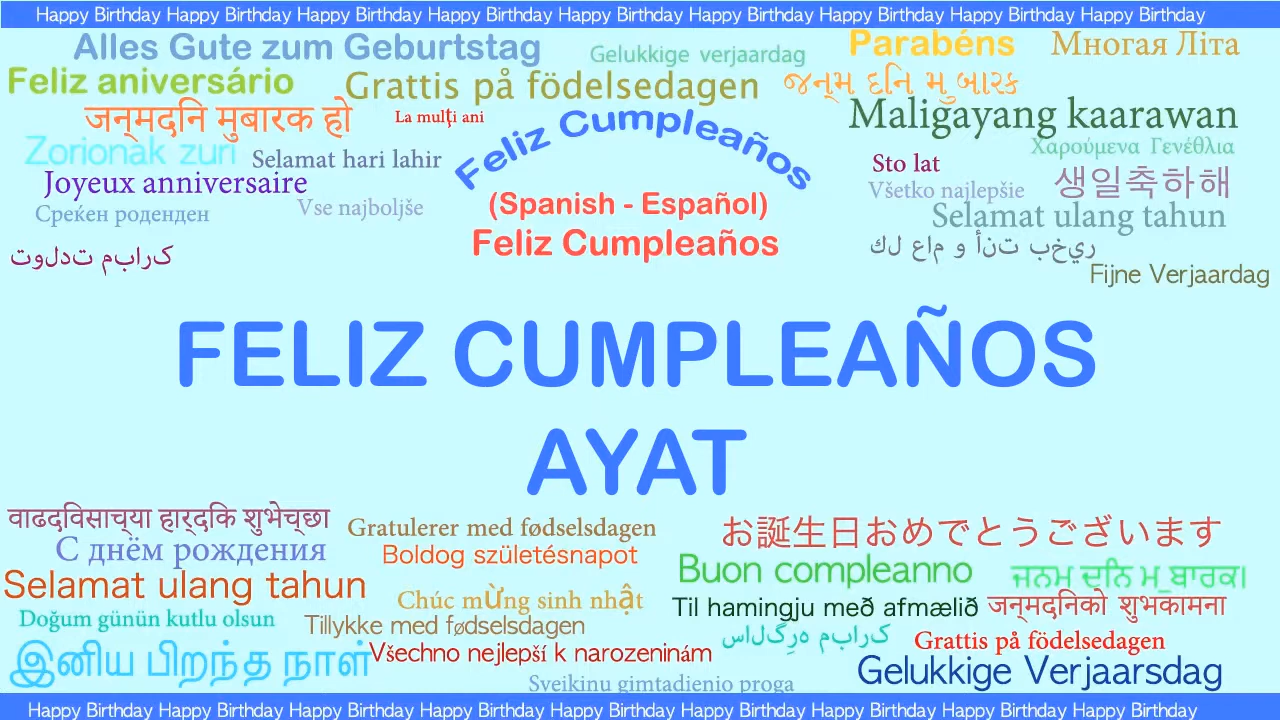 Happy Birthday Happy Birthday Happy Birthday Happy Birthday Happy Birthday Happy Birthday Happy Birthday Happy Birthday Happy Birthday
Alles Gute zum Geburtstag
Gelukkige verjaardag
Parabéns
Многая Літа
Feliz aniversário
Grattis på födelsedagen
જન્મ દનિ મુબારક
जन्मदनि मुबारक हो
La mulţi ani
Feliz Cumpleaños
Maligayang kaarawan
Zorionak zuri
Selamat hari lahir
Χαρούμενα Γενέθλια
Sto lat
Joyeux anniversaire
(Spanish - Español)
Všetko najlepšie
생일축하해
Среќен роденден
Vse najboljše
Selamat ulang tahun
Feliz Cumpleaños
تولدت مبارک
كل عام و أنت بخير
Fijne Verjaardag
FELIZ CUMPLEAÑOS
AYAT
वाढदविसाच्या हार्दकि शुभेच्छा
Gratulerer med fødselsdagen
お誕生日おめでとうございます
С днём рождения
Boldog születésnapot
Buon compleanno
ਜਨਮ ਦਨਿ ਮੁਬਾਰਕ।
Selamat ulang tahun
Chúc mừng sinh nhật
Til hamingju með afmælið
जन्मदनिको शुभकामना
Doğum günün kutlu olsun
Tillykke med fødselsdagen
سالگرہ مبارک
Grattis på födelsedagen
இனிய பிறந்த நாள்
Všechno nejlepší k narozeninám
Gelukkige Verjaarsdag
Sveikinu gimtadienio proga
Happy Birthday Happy Birthday Happy Birthday Happy Birthday Happy Birthday Happy Birthday Happy Birthday Happy Birthday Happy Birthday